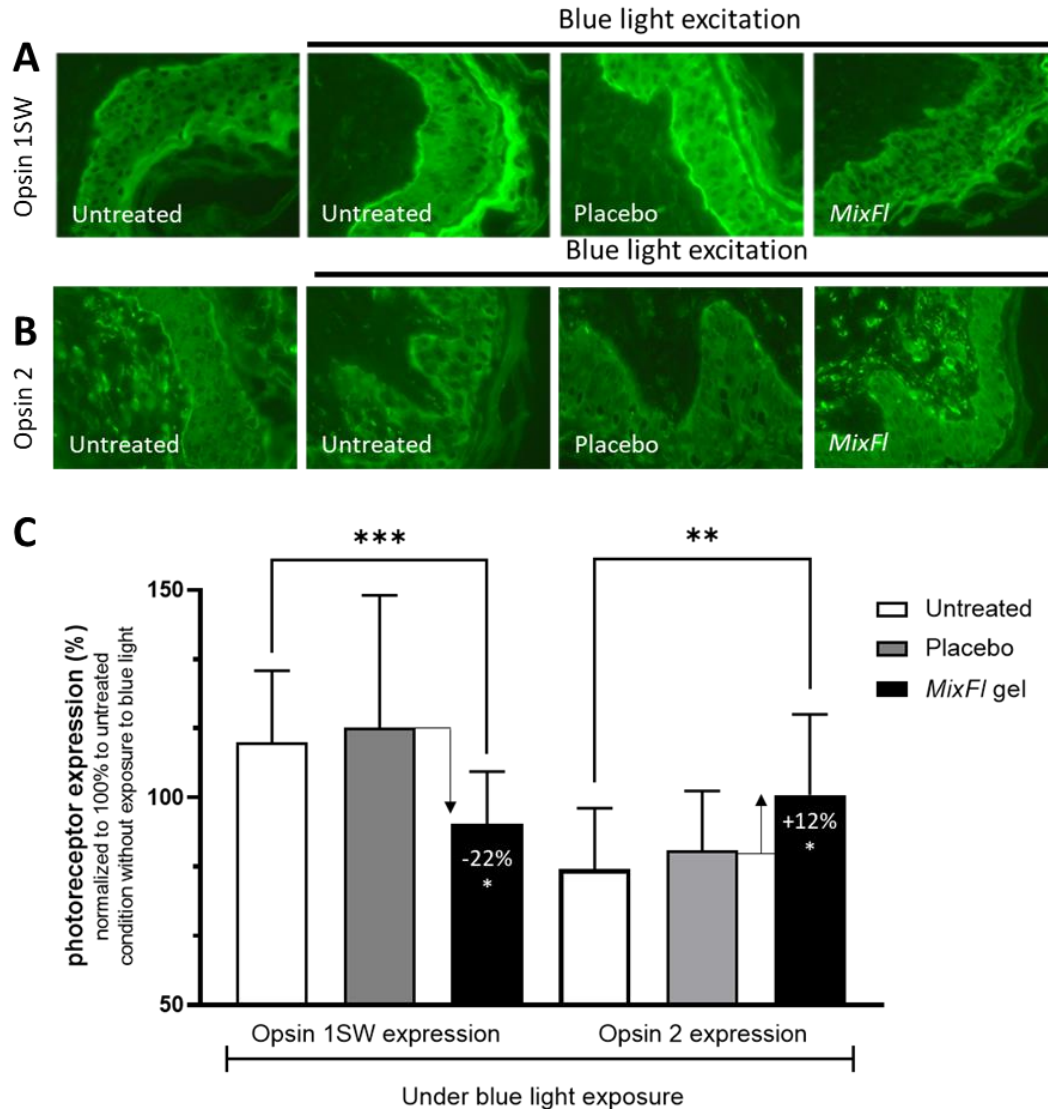 Blue light excitation
A
Opsin 1SW
Untreated
Untreated
Placebo
MixFl
Blue light excitation
B
Opsin 2
Untreated
Untreated
Placebo
MixFl
C
***
**
150
100
50
photoreceptor expression (%)
normalized to 100% to untreated
condition without exposure to blue light
-22%
*
+12%
*
Untreated
Placebo
MixFl gel
Opsin 1SW expression
Opsin 2 expression
Under blue light exposure